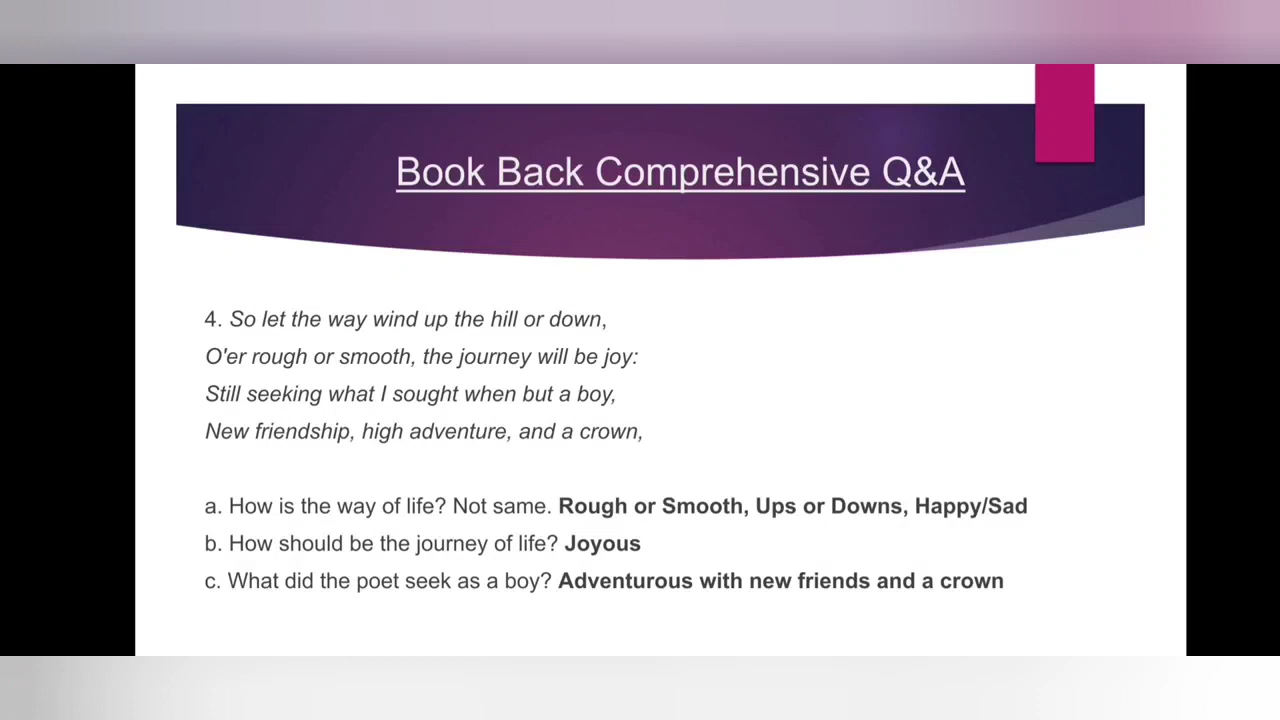 Book Back Comprehensive Q&A
4. So let the way wind up the hill or down,
O'er rough or smooth, the journey will be joy:
Still seeking what I sought when but a boy,
New friendship, high adventure, and a crown,
a. How is the way of life? Not same. Rough or Smooth, Ups or Downs, Happy/Sad
b. How should be the journey of life? Joyous
c. What did the poet seek as a boy? Adventurous with new friends and a crown